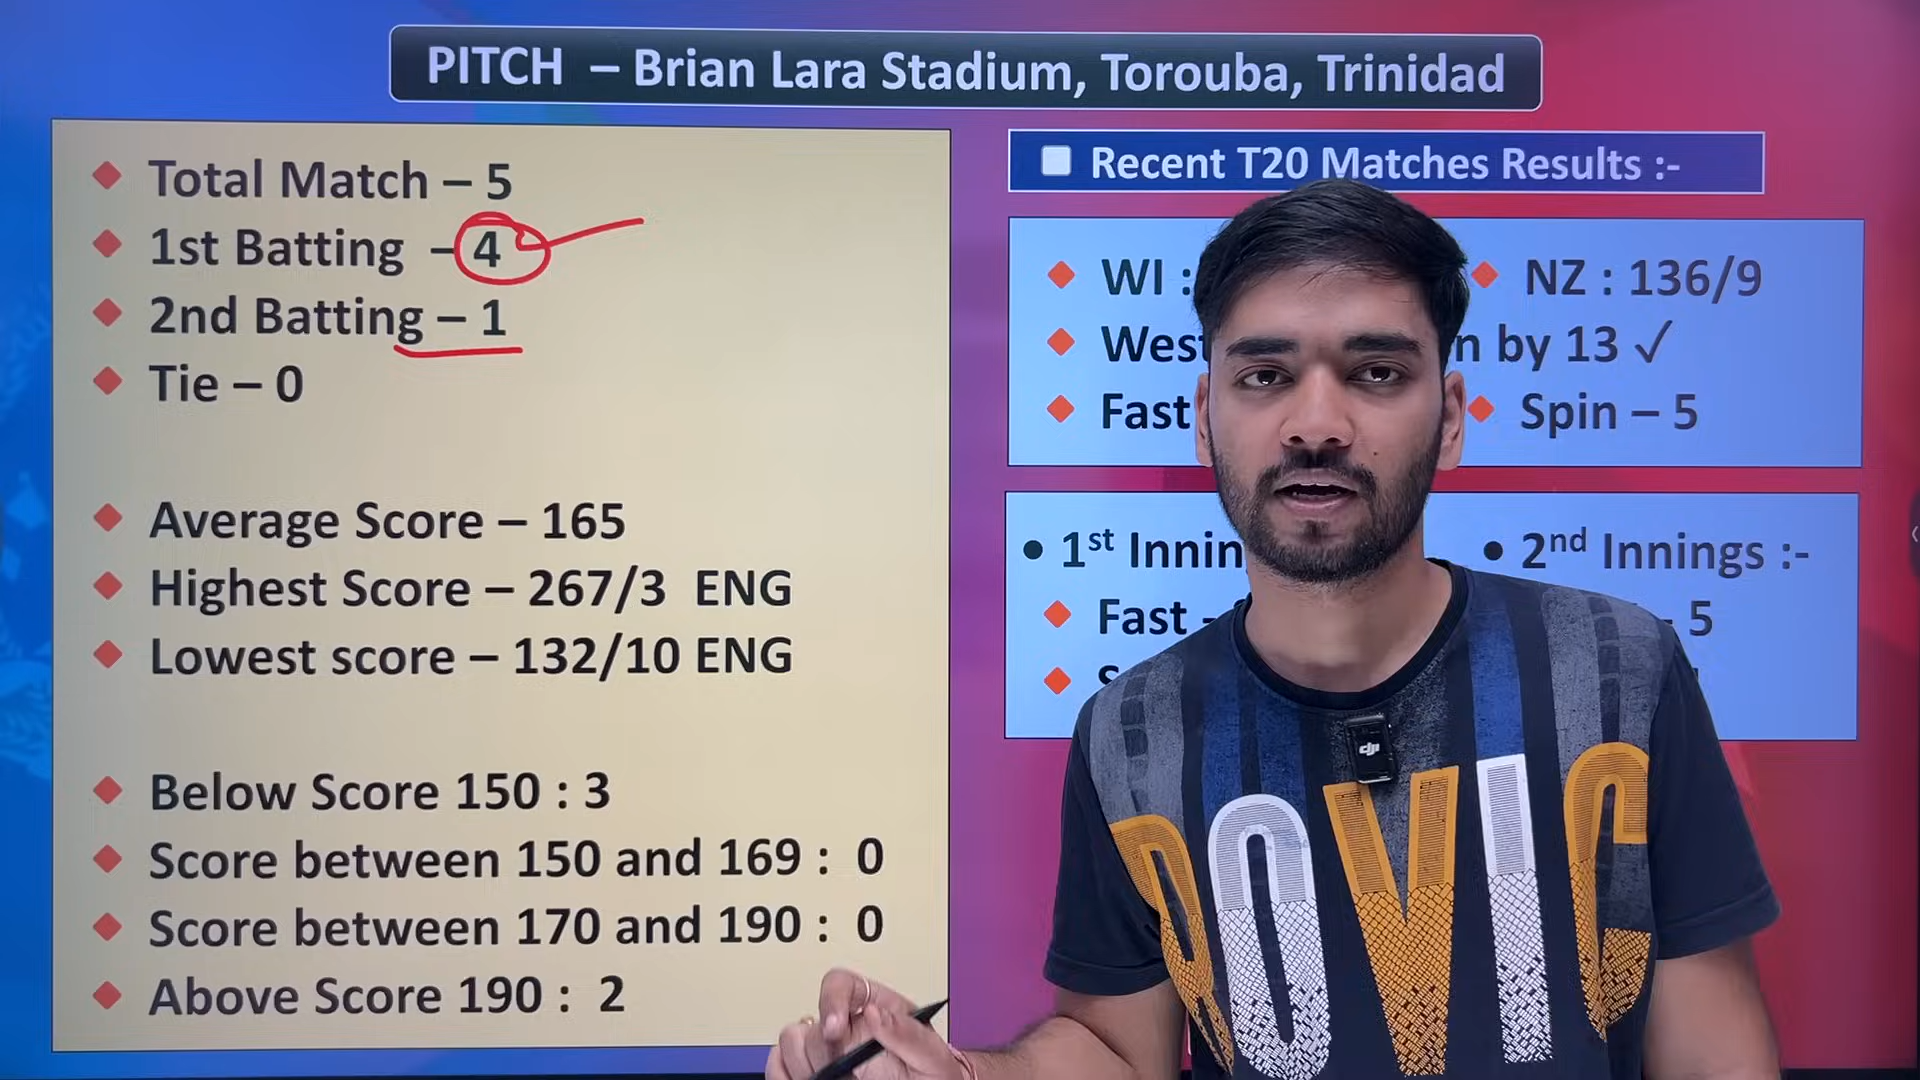 PITCH – Brian Lara Stadium, Torouba, Trinidad
Total Match – 5
1st Batting – 4
2nd Batting – 1
Tie – 0
Average Score – 165
Highest Score – 267/3 ENG
Lowest score – 132/10 ENG
Below Score 150 : 3
Score between 150 and 169 : 0
Score between 170 and 190 : 0
Above Score 190 : 2
Recent T20 Matches Results :-
WI : NZ : 136/9
by 13 ✓
Fast Spin – 5
1st 2nd Innings :-
Fast - - 5
dji
ROVIC